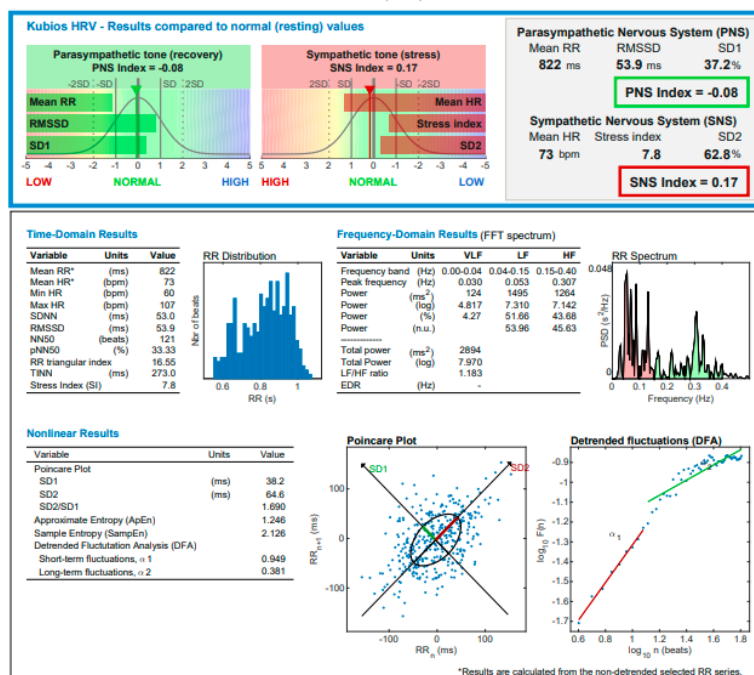 Kubios HRV - Results compared to normal (resting) values
Parasympathetic tone (recovery)
PNS Index = -0.08
-2SD -SD SD 2SD
Mean RR
RMSSD
SD1
-5 -4 -3 -2 -1 0 1 2 3 4 5
LOW NORMAL HIGH
Sympathetic tone (stress)
SNS Index = 0.17
2SD SD -SD -2SD
Mean HR
Stress index
SD2
5 4 3 2 1 0 -1 -2 -3 -4 -5
HIGH NORMAL LOW
Parasympathetic Nervous System (PNS)
Mean RR RMSSD SD1
822 ms 53.9 ms 37.2%
PNS Index = -0.08
Sympathetic Nervous System (SNS)
Mean HR Stress index SD2
73 bpm 7.8 62.8%
SNS Index = 0.17
Time-Domain Results
Variable Units Value
Mean RR* (ms) 822
Mean HR* (bpm) 73
Min HR (bpm) 60
Max HR (bpm) 107
SDNN (ms) 53.0
RMSSD (ms) 53.9
NN50 (beats) 121
pNN50 (%) 33.33
RR triangular index 16.55
TINN (ms) 273.0
Stress Index (SI) 7.8
RR Distribution
Nbr of beats
0.6 0.8 1
RR (s)
Frequency-Domain Results (FFT spectrum)
Variable Units VLF LF HF
Frequency band (Hz) 0.00-0.04 0.04-0.15 0.15-0.40
Peak frequency (Hz) 0.030 0.053 0.307
Power (ms2) 124 1495 1264
Power (log) 4.817 7.310 7.142
Power (%) 4.27 51.66 43.68
Power (n.u.) 53.96 45.63
-------------
Total power (ms2) 2894
Total Power (log) 7.970
LF/HF ratio 1.183
EDR (Hz) -
RR Spectrum
0.048
PSD (s2/Hz)
0
0 0.1 0.2 0.3 0.4
Frequency (Hz)
Nonlinear Results
Variable Units Value
Poincare Plot
SD1 (ms) 38.2
SD2 (ms) 64.6
SD2/SD1 1.690
Approximate Entropy (ApEn) 1.246
Sample Entropy (SampEn) 2.126
Detrended Fluctutation Analysis (DFA)
Short-term fluctuations, α 1 0.949
Long-term fluctuations, α 2 0.381
Poincare Plot
SD1 SD2
100
0
-100
RRn+1 (ms)
-100 0 100
RRn (ms)
Detrended fluctuations (DFA)
-0.9
-1
-1.1
-1.2
-1.3
-1.4
-1.5
-1.6
-1.7
log10 F(n)
α1
0.6 0.8 1 1.2 1.4 1.6 1.8
log10 n (beats)
*Results are calculated from the non-detrended selected RR series.